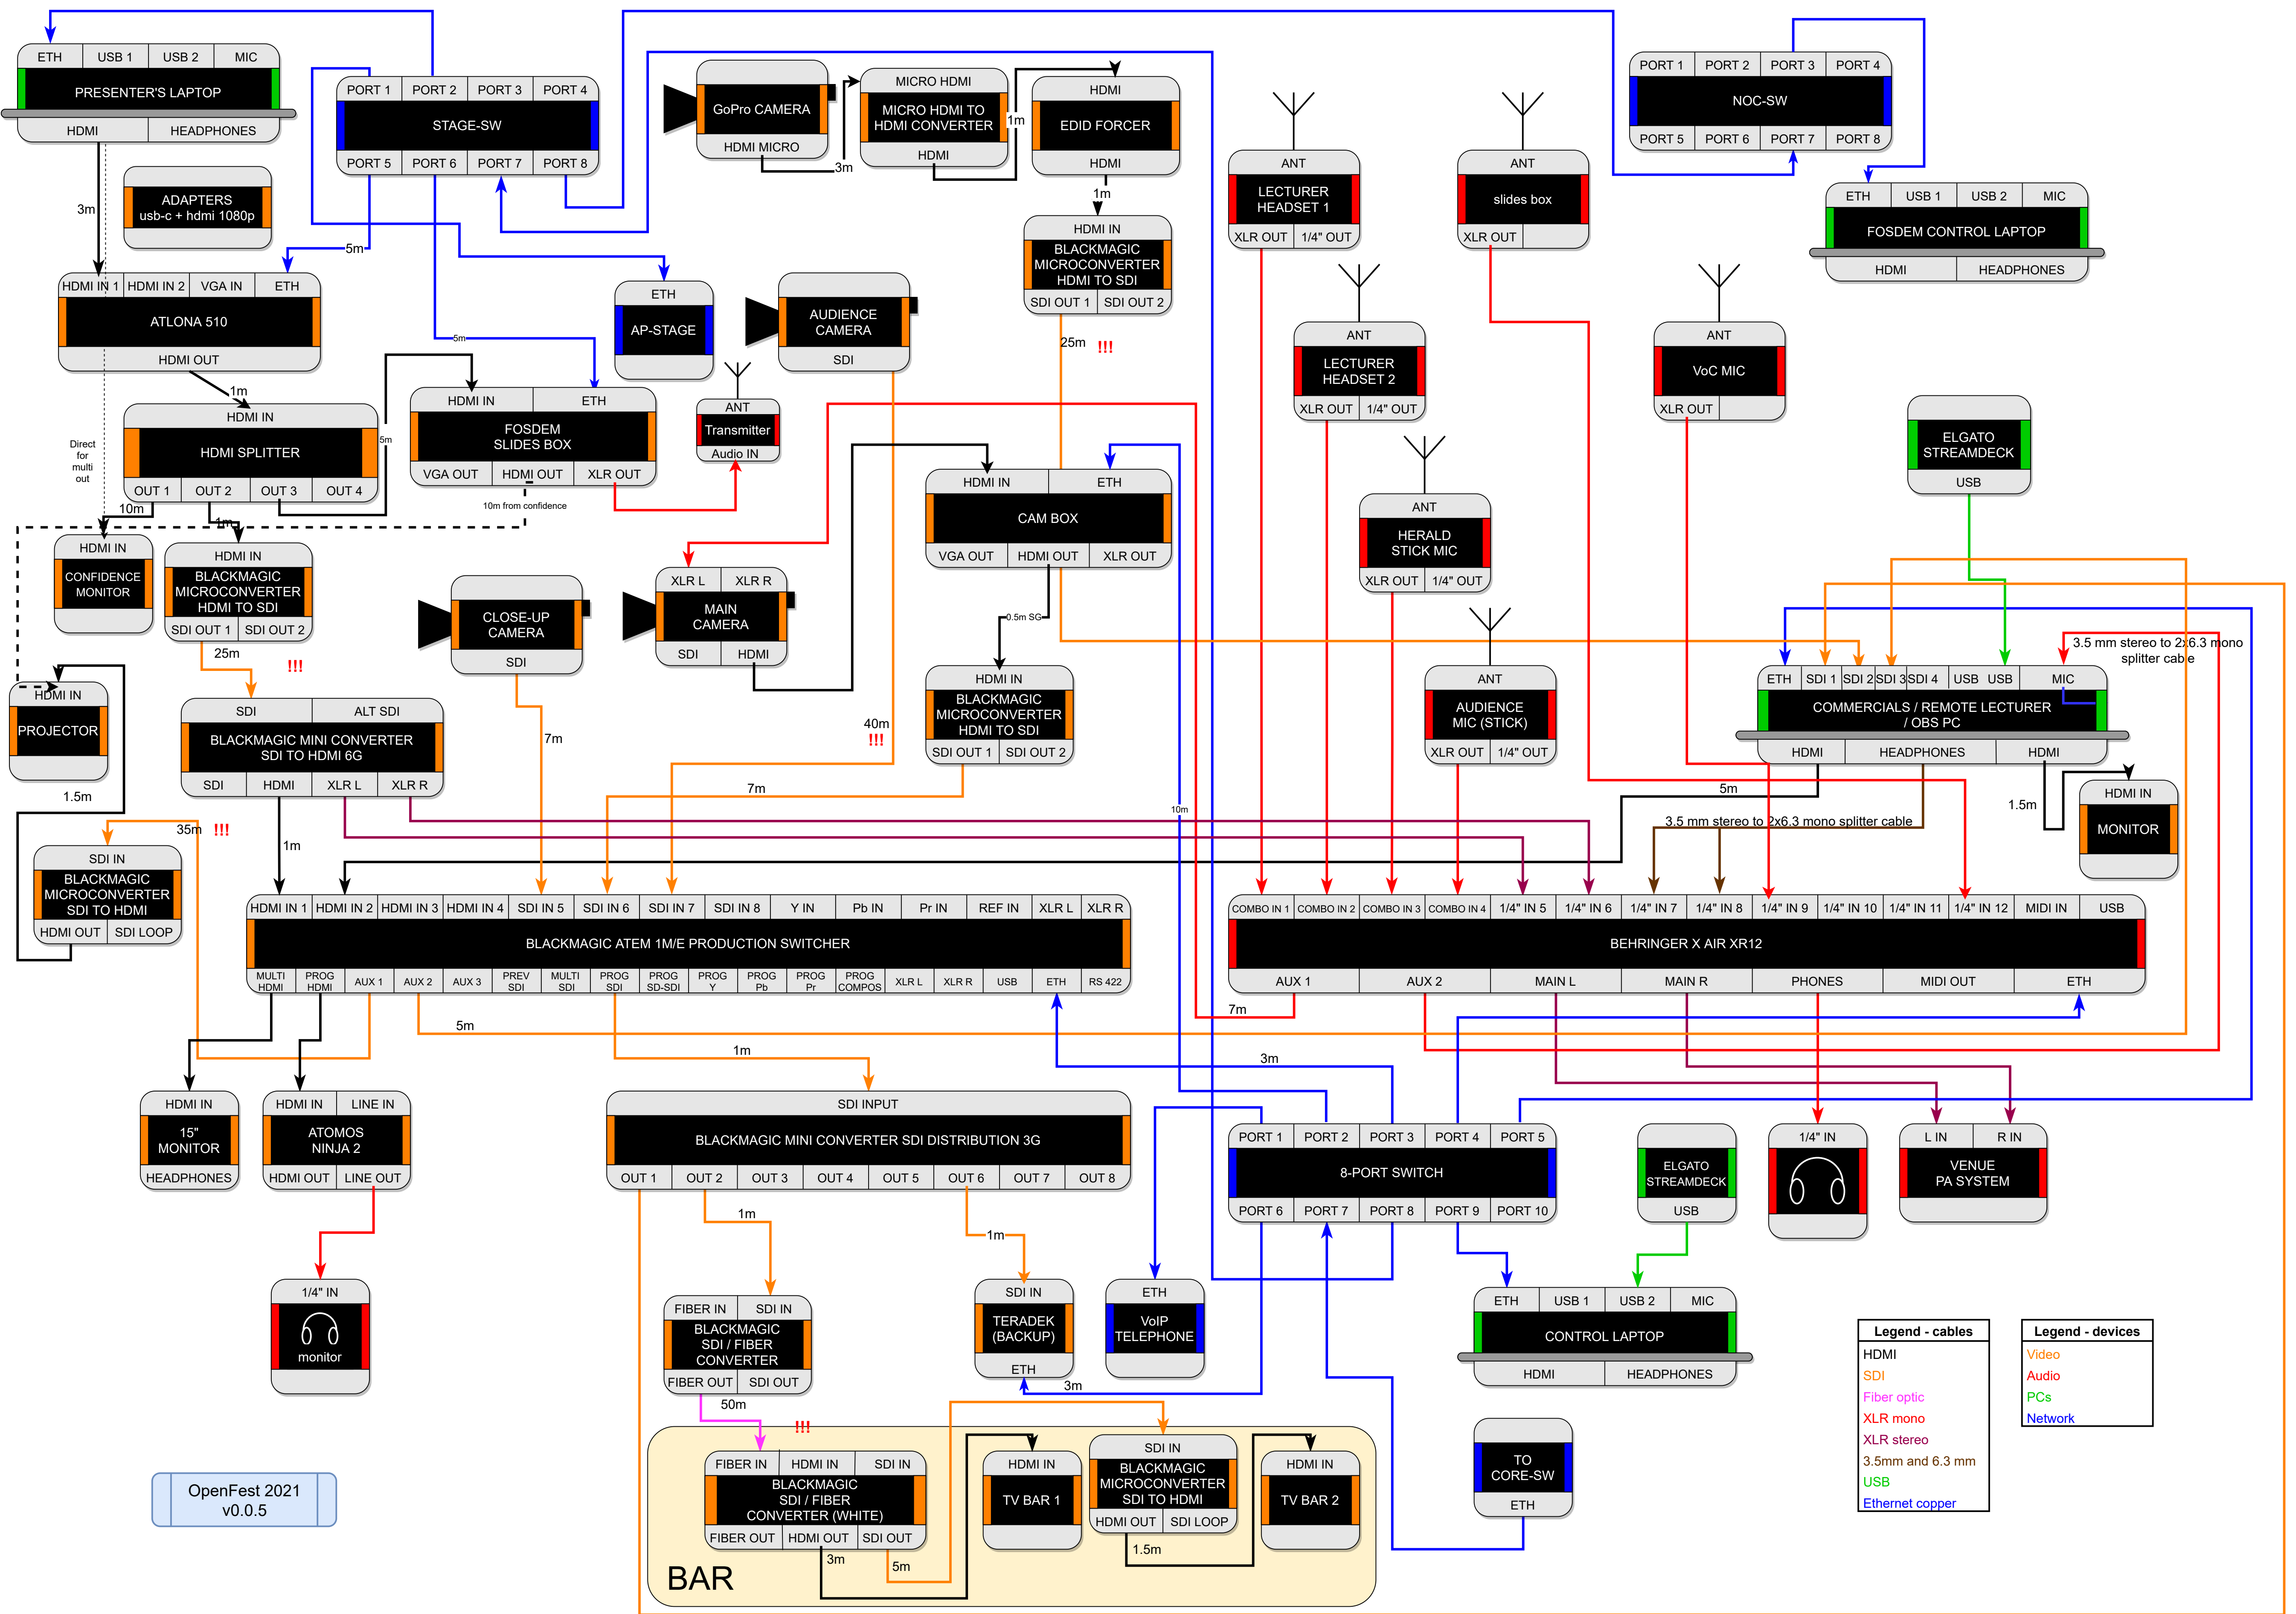 ETH USB 1 USB 2 MIC
PRESENTER'S LAPTOP
HDMI HEADPHONES
PORT 1 PORT 2 PORT 3 PORT 4
STAGE-SW
PORT 5 PORT 6 PORT 7 PORT 8
GoPro CAMERA
HDMI MICRO
3m
MICRO HDMI
MICRO HDMI TO
HDMI CONVERTER
HDMI
1m
HDMI
EDID FORCER
HDMI
1m
HDMI IN
BLACKMAGIC
MICROCONVERTER
HDMI TO SDI
SDI OUT 1 SDI OUT 2
25m !!!
ANT
LECTURER
HEADSET 1
XLR OUT 1/4" OUT
ANT
slides box
XLR OUT
PORT 1 PORT 2 PORT 3 PORT 4
NOC-SW
PORT 5 PORT 6 PORT 7 PORT 8
ETH USB 1 USB 2 MIC
FOSDEM CONTROL LAPTOP
HDMI HEADPHONES
ADAPTERS
usb-c + hdmi 1080p
3m
5m
HDMI IN 1 HDMI IN 2 VGA IN ETH
ATLONA 510
HDMI OUT
1m
ETH
AP-STAGE
AUDIENCE
CAMERA
SDI
ANT
LECTURER
HEADSET 2
XLR OUT 1/4" OUT
ANT
VoC MIC
XLR OUT
5m
HDMI IN ETH
FOSDEM
SLIDES BOX
VGA OUT HDMI OUT XLR OUT
10m from confidence
ANT
Transmitter
Audio IN
HDMI IN
HDMI SPLITTER
OUT 1 OUT 2 OUT 3 OUT 4
Direct
for
multi
out
5m
10m
1m
ELGATO
STREAMDECK
USB
HDMI IN ETH
CAM BOX
VGA OUT HDMI OUT XLR OUT
ANT
HERALD
STICK MIC
XLR OUT 1/4" OUT
HDMI IN
CONFIDENCE
MONITOR
HDMI IN
BLACKMAGIC
MICROCONVERTER
HDMI TO SDI
SDI OUT 1 SDI OUT 2
25m !!!
CLOSE-UP
CAMERA
SDI
7m
XLR L XLR R
MAIN
CAMERA
SDI HDMI
0.5m SG
HDMI IN
BLACKMAGIC
MICROCONVERTER
HDMI TO SDI
SDI OUT 1 SDI OUT 2
7m
40m
!!!
10m
ANT
AUDIENCE
MIC (STICK)
XLR OUT 1/4" OUT
3.5 mm stereo to 2x6.3 mono
splitter cable
ETH SDI 1 SDI 2 SDI 3 SDI 4 USB USB MIC
COMMERCIALS / REMOTE LECTURER
/ OBS PC
HDMI HEADPHONES HDMI
5m
1.5m
3.5 mm stereo to 2x6.3 mono splitter cable
HDMI IN
MONITOR
HDMI IN
PROJECTOR
1.5m
SDI ALT SDI
BLACKMAGIC MINI CONVERTER
SDI TO HDMI 6G
SDI HDMI XLR L XLR R
35m !!!
1m
SDI IN
BLACKMAGIC
MICROCONVERTER
SDI TO HDMI
HDMI OUT SDI LOOP
HDMI IN 1 HDMI IN 2 HDMI IN 3 HDMI IN 4 SDI IN 5 SDI IN 6 SDI IN 7 SDI IN 8 Y IN Pb IN Pr IN REF IN XLR L XLR R
BLACKMAGIC ATEM 1M/E PRODUCTION SWITCHER
MULTI HDMI PROG HDMI AUX 1 AUX 2 AUX 3 PREV SDI MULTI SDI PROG SDI PROG SD-SDI PROG Y PROG Pb PROG Pr PROG COMPOS XLR L XLR R USB ETH RS 422
COMBO IN 1 COMBO IN 2 COMBO IN 3 COMBO IN 4 1/4" IN 5 1/4" IN 6 1/4" IN 7 1/4" IN 8 1/4" IN 9 1/4" IN 10 1/4" IN 11 1/4" IN 12 MIDI IN USB
BEHRINGER X AIR XR12
AUX 1 AUX 2 MAIN L MAIN R PHONES MIDI OUT ETH
7m
5m
1m
3m
HDMI IN
15"
MONITOR
HEADPHONES
HDMI IN LINE IN
ATOMOS
NINJA 2
HDMI OUT LINE OUT
SDI INPUT
BLACKMAGIC MINI CONVERTER SDI DISTRIBUTION 3G
OUT 1 OUT 2 OUT 3 OUT 4 OUT 5 OUT 6 OUT 7 OUT 8
PORT 1 PORT 2 PORT 3 PORT 4 PORT 5
8-PORT SWITCH
PORT 6 PORT 7 PORT 8 PORT 9 PORT 10
ELGATO
STREAMDECK
USB
1/4" IN
L IN R IN
VENUE
PA SYSTEM
1m
1m
1/4" IN
monitor
FIBER IN SDI IN
BLACKMAGIC
SDI / FIBER
CONVERTER
FIBER OUT SDI OUT
50m
!!!
SDI IN
TERADEK
(BACKUP)
ETH
3m
ETH
VoIP
TELEPHONE
ETH USB 1 USB 2 MIC
CONTROL LAPTOP
HDMI HEADPHONES
TO
CORE-SW
ETH
FIBER IN HDMI IN SDI IN
BLACKMAGIC
SDI / FIBER
CONVERTER (WHITE)
FIBER OUT HDMI OUT SDI OUT
3m
5m
HDMI IN
TV BAR 1
SDI IN
BLACKMAGIC
MICROCONVERTER
SDI TO HDMI
HDMI OUT SDI LOOP
1.5m
HDMI IN
TV BAR 2
BAR
OpenFest 2021
v0.0.5
Legend - cables
HDMI
SDI
Fiber optic
XLR mono
XLR stereo
3.5mm and 6.3 mm
USB
Ethernet copper
Legend - devices
Video
Audio
PCs
Network